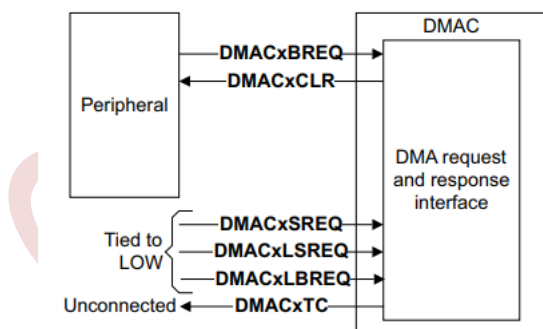 DMAC
DMACxBREQ
DMACxCLR
Peripheral
DMA request
and response
interface
DMACxSREQ
Tied to
LOW
DMACxLSREQ
DMACxLBREQ
Unconnected
DMACxTC